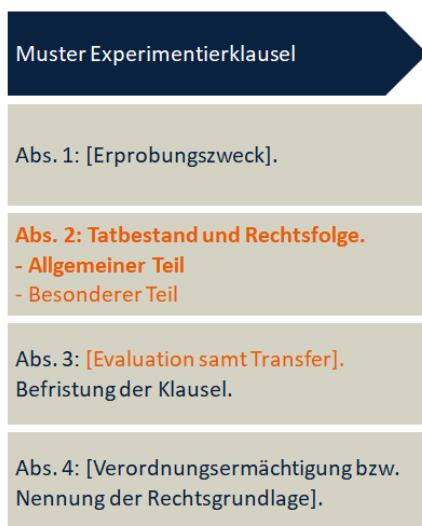 Muster Experimentierklausel
Abs. 1: [Erprobungszweck].
Abs. 2: Tatbestand und Rechtsfolge.
- Allgemeiner Teil
- Besonderer Teil
Abs. 3: [Evaluation samt Transfer].
Befristung der Klausel.
Abs. 4: [Verordnungsermächtigung bzw.
Nennung der Rechtsgrundlage].